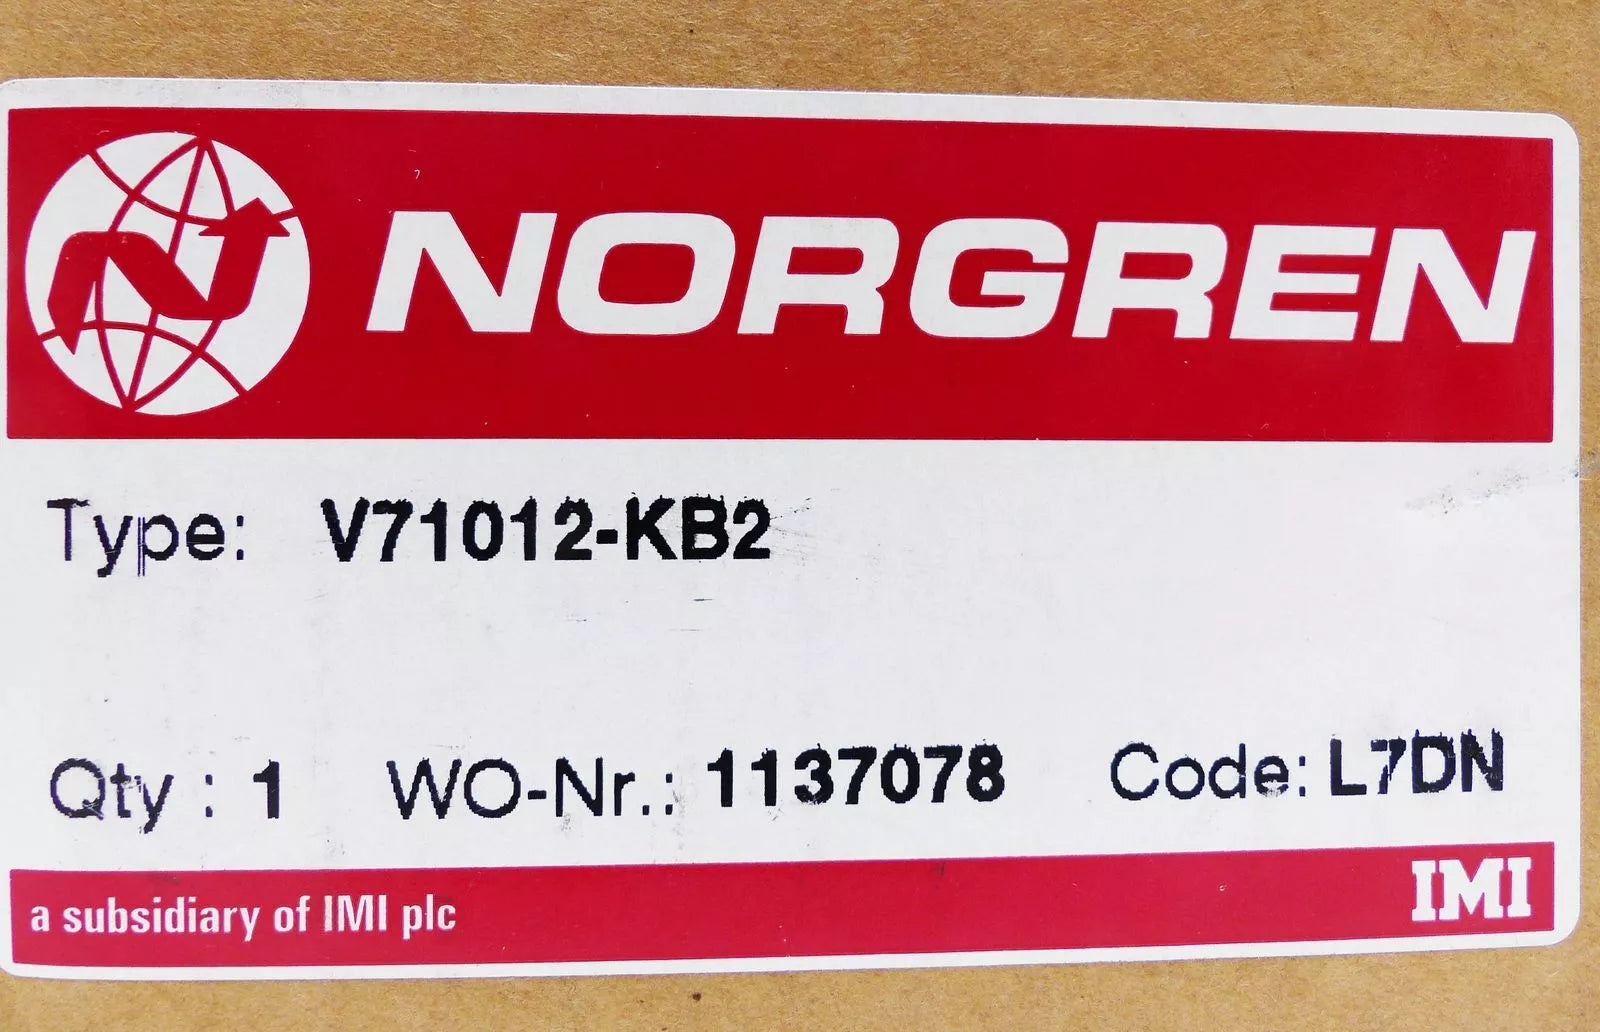 NORGREN
Type: V71012-KB2
Qty : 1 WO-Nr.: 1137078 Code: L7DN
a subsidiary of IMI plc IMI